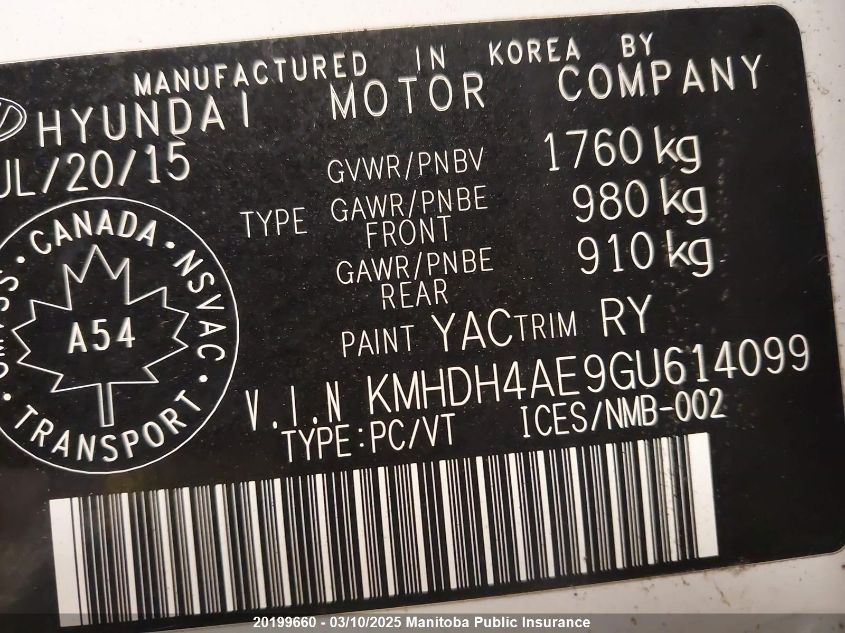 MANUFACTURED IN KOREA BY
HYUNDAI MOTOR COMPANY
UL/20/15
GVWR/PNBV 1760 kg
TYPE GAWR/PNBE FRONT 980 kg
GAWR/PNBE REAR 910 kg
PAINT YAC TRIM RY
V.I.N KMHDH4AE9GU614099
TYPE:PC/VT ICES/NMB-002
CANADA · NSVAC
A54
TRANSPORT
20199660 - 03/10/2025 Manitoba Public Insurance